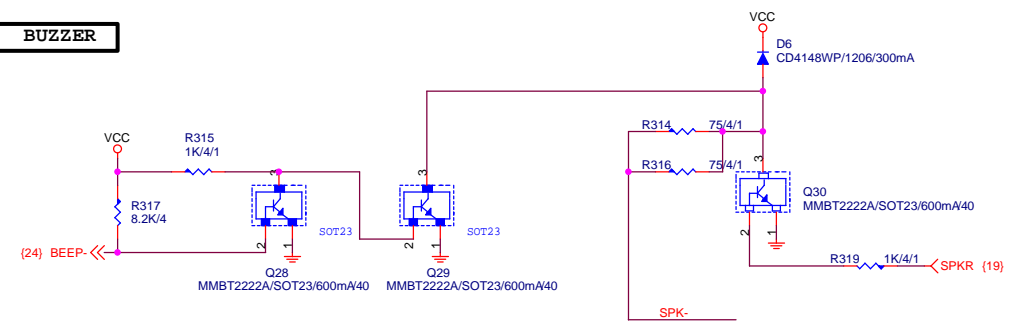 BUZZER
VCC
D6
CD4148WP/1206/300mA
VCC
R315
1K/4/1
R314 75/4/1
R316 75/4/1
R317
8.2K/4
3
3
3
Q30
MMBT2222A/SOT23/600mA/40
SOT23
SOT23
2 1
2 1
2 1
{24} BEEP-
Q28
MMBT2222A/SOT23/600mA/40
Q29
MMBT2222A/SOT23/600mA/40
R319 1K/4/1
SPKR {19}
SPK-